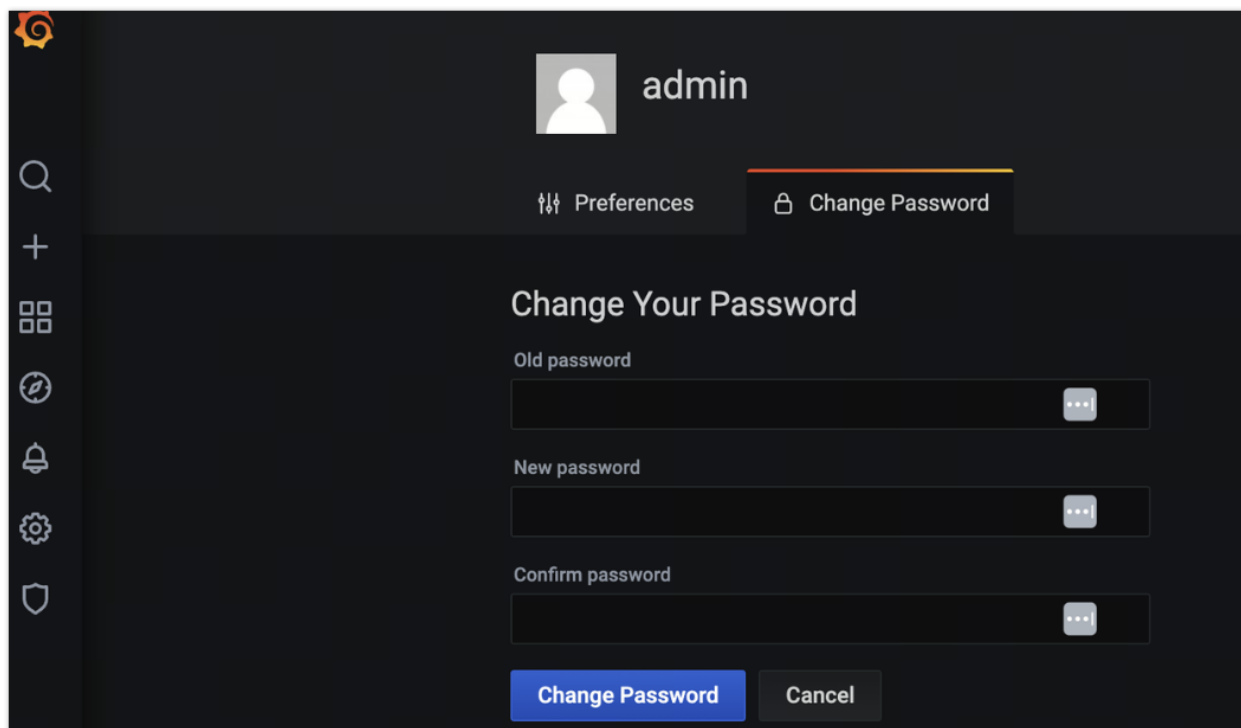 admin
Preferences
Change Password
Change Your Password
Old password
New password
Confirm password
Change Password
Cancel